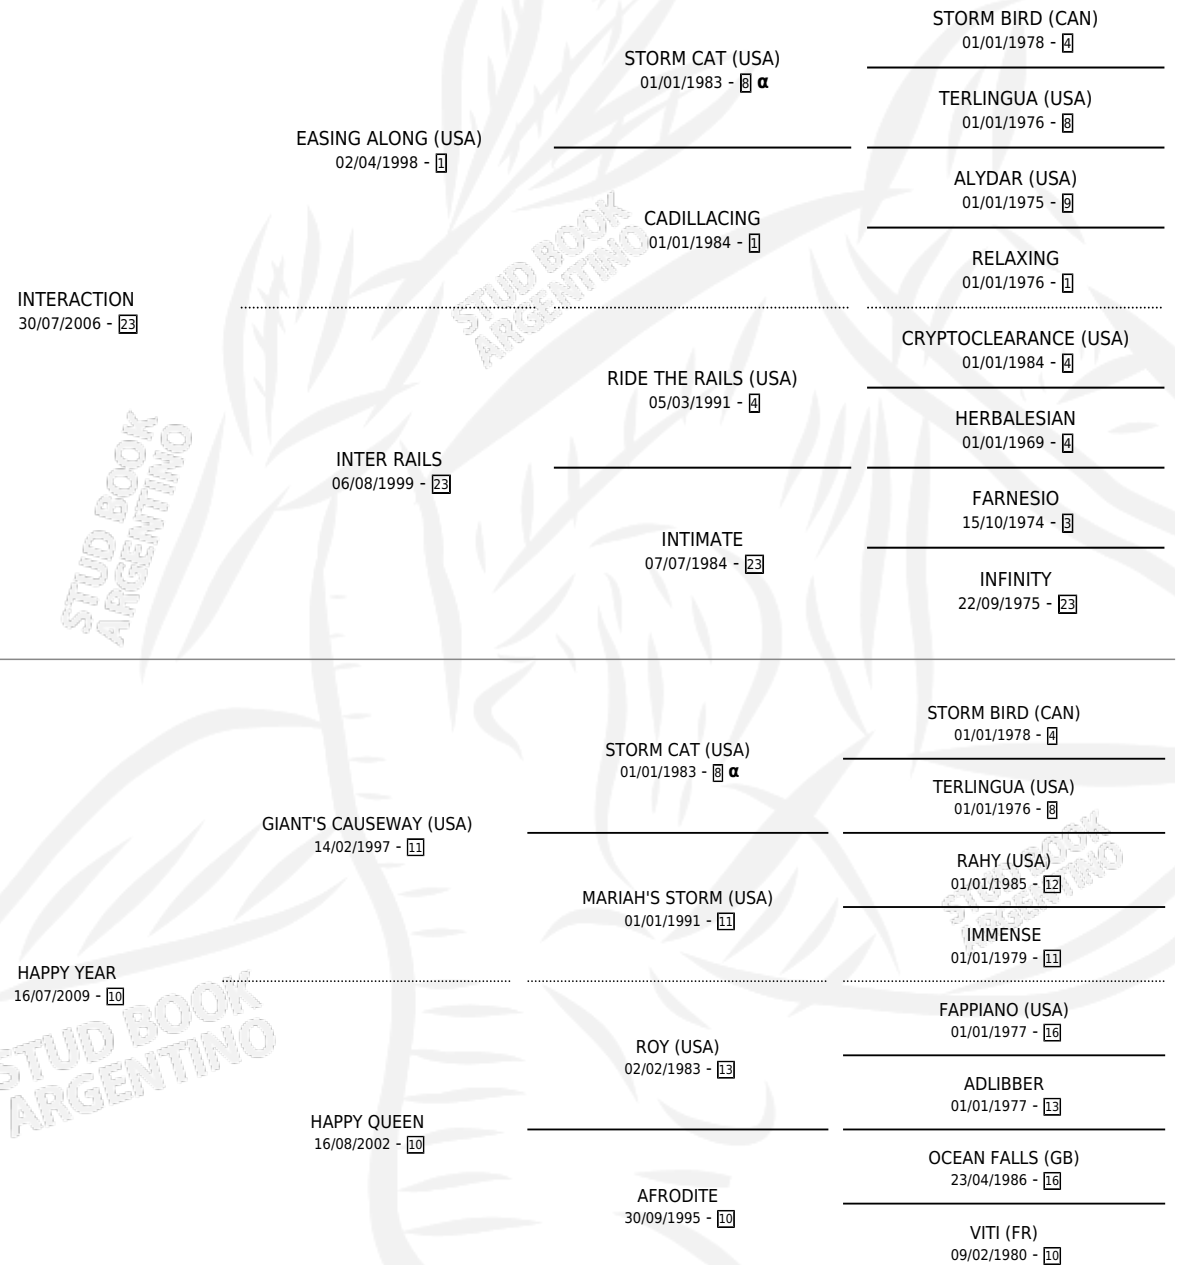 STORM BIRD (CAN)
01/01/1978 - 4
STORM CAT (USA)
01/01/1983 - 8 α
TERLINGUA (USA)
01/01/1976 - 8
EASING ALONG (USA)
02/04/1998 - 1
ALYDAR (USA)
01/01/1975 - 9
CADILLACING
01/01/1984 - 1
RELAXING
01/01/1976 - 1
STUD BOOK
ARGENTINO
INTERACTION
30/07/2006 - 23
CRYPTOCLEARANCE (USA)
01/01/1984 - 4
RIDE THE RAILS (USA)
05/03/1991 - 4
HERBALESIAN
01/01/1969 - 4
INTER RAILS
06/08/1999 - 23
FARNESIO
15/10/1974 - 3
INTIMATE
07/07/1984 - 23
INFINITY
22/09/1975 - 23
STUD BOOK
ARGENTINO
STORM BIRD (CAN)
01/01/1978 - 4
STORM CAT (USA)
01/01/1983 - 8 α
TERLINGUA (USA)
01/01/1976 - 8
GIANT'S CAUSEWAY (USA)
14/02/1997 - 11
RAHY (USA)
01/01/1985 - 12
MARIAH'S STORM (USA)
01/01/1991 - 11
IMMENSE
01/01/1979 - 11
STUD BOOK
ARGENTINO
HAPPY YEAR
16/07/2009 - 10
FAPPIANO (USA)
01/01/1977 - 16
ROY (USA)
02/02/1983 - 13
ADLIBBER
01/01/1977 - 13
STUD BOOK
ARGENTINO
HAPPY QUEEN
16/08/2002 - 10
OCEAN FALLS (GB)
23/04/1986 - 16
AFRODITE
30/09/1995 - 10
VITI (FR)
09/02/1980 - 10